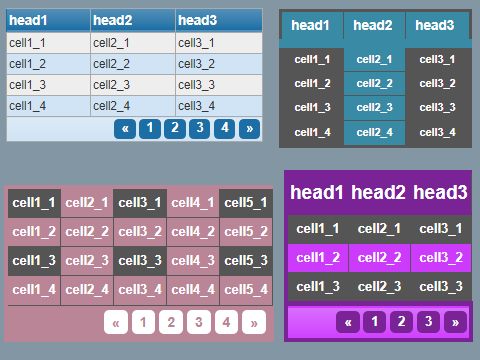 head1 head2 head3
cell1_1 cell2_1 cell3_1
cell1_2 cell2_2 cell3_2
cell1_3 cell2_3 cell3_3
cell1_4 cell2_4 cell3_4
« 1 2 3 4 »
head1 head2 head3
cell1_1 cell2_1 cell3_1
cell1_2 cell2_2 cell3_2
cell1_3 cell2_3 cell3_3
cell1_4 cell2_4 cell3_4
cell1_1 cell2_1 cell3_1 cell4_1 cell5_1
cell1_2 cell2_2 cell3_2 cell4_2 cell5_2
cell1_3 cell2_3 cell3_3 cell4_3 cell5_3
cell1_4 cell2_4 cell3_4 cell4_4 cell5_4
« 1 2 3 4 »
head1 head2 head3
cell1_1 cell2_1 cell3_1
cell1_2 cell2_2 cell3_2
cell1_3 cell2_3 cell3_3
« 1 2 3 »